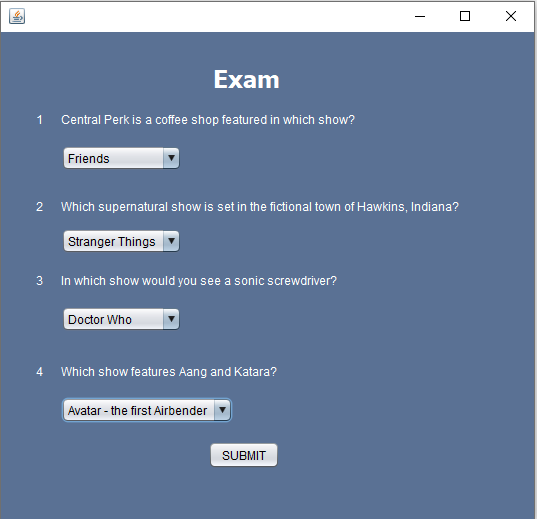 Exam
1 Central Perk is a coffee shop featured in which show?
Friends
2 Which supernatural show is set in the fictional town of Hawkins, Indiana?
Stranger Things
3 In which show would you see a sonic screwdriver?
Doctor Who
4 Which show features Aang and Katara?
Avatar - the first Airbender
SUBMIT